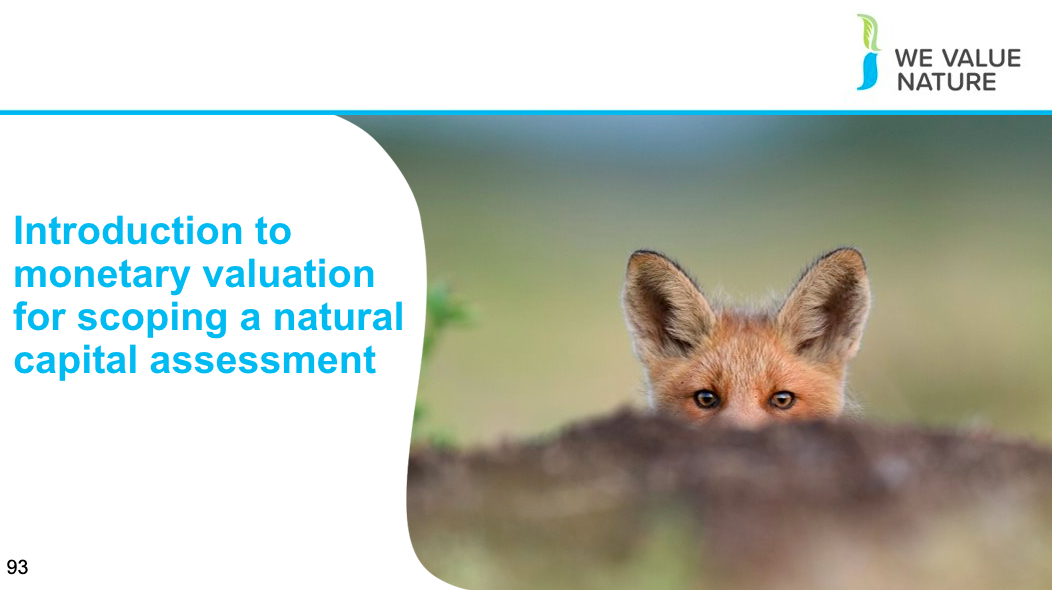 WE VALUE
NATURE
Introduction to
monetary valuation
for scoping a natural
capital assessment
93